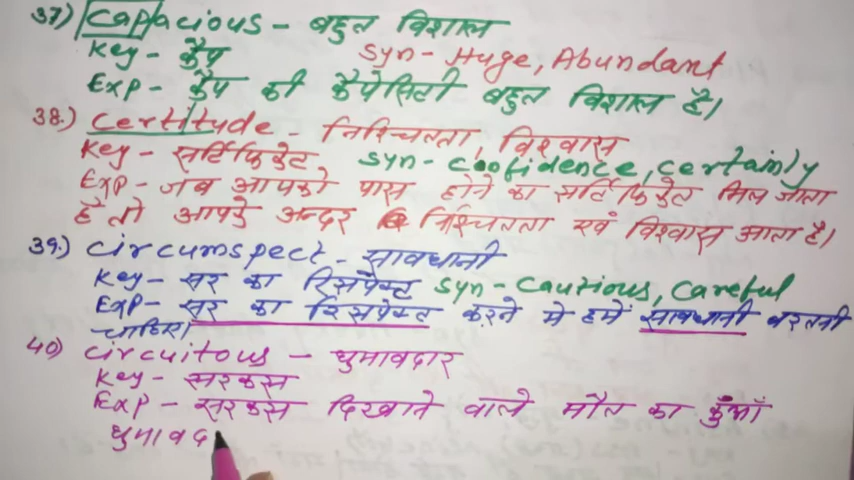 37) Capacious - बहुत विशाल
Key - कैप Syn - Huge, Abundant
Exp - कैप की कैपेसिटी बहुत विशाल है।
38.) Certitude - निश्चितता, विश्वास
Key - सर्टिफिकेट Syn - Coofidence, Certainly
Exp - जब आपको पास होने का सर्टिफिकेट मिल जाता
है तो आपके अन्दर निश्चितता एवं विश्वास आता है।
39.) Circumspect - सावधानी
Key - सर का रिस्पेक्ट Syn - Cautious, Careful
Exp - सर का रिस्पेक्ट करने मे हमें सावधानी बरतनी
चाहिए।
40) Circuitous - घुमावदार
Key - सरकस
Exp - सरकस दिखाने वाले मौत का कुँआँ
घुमावद